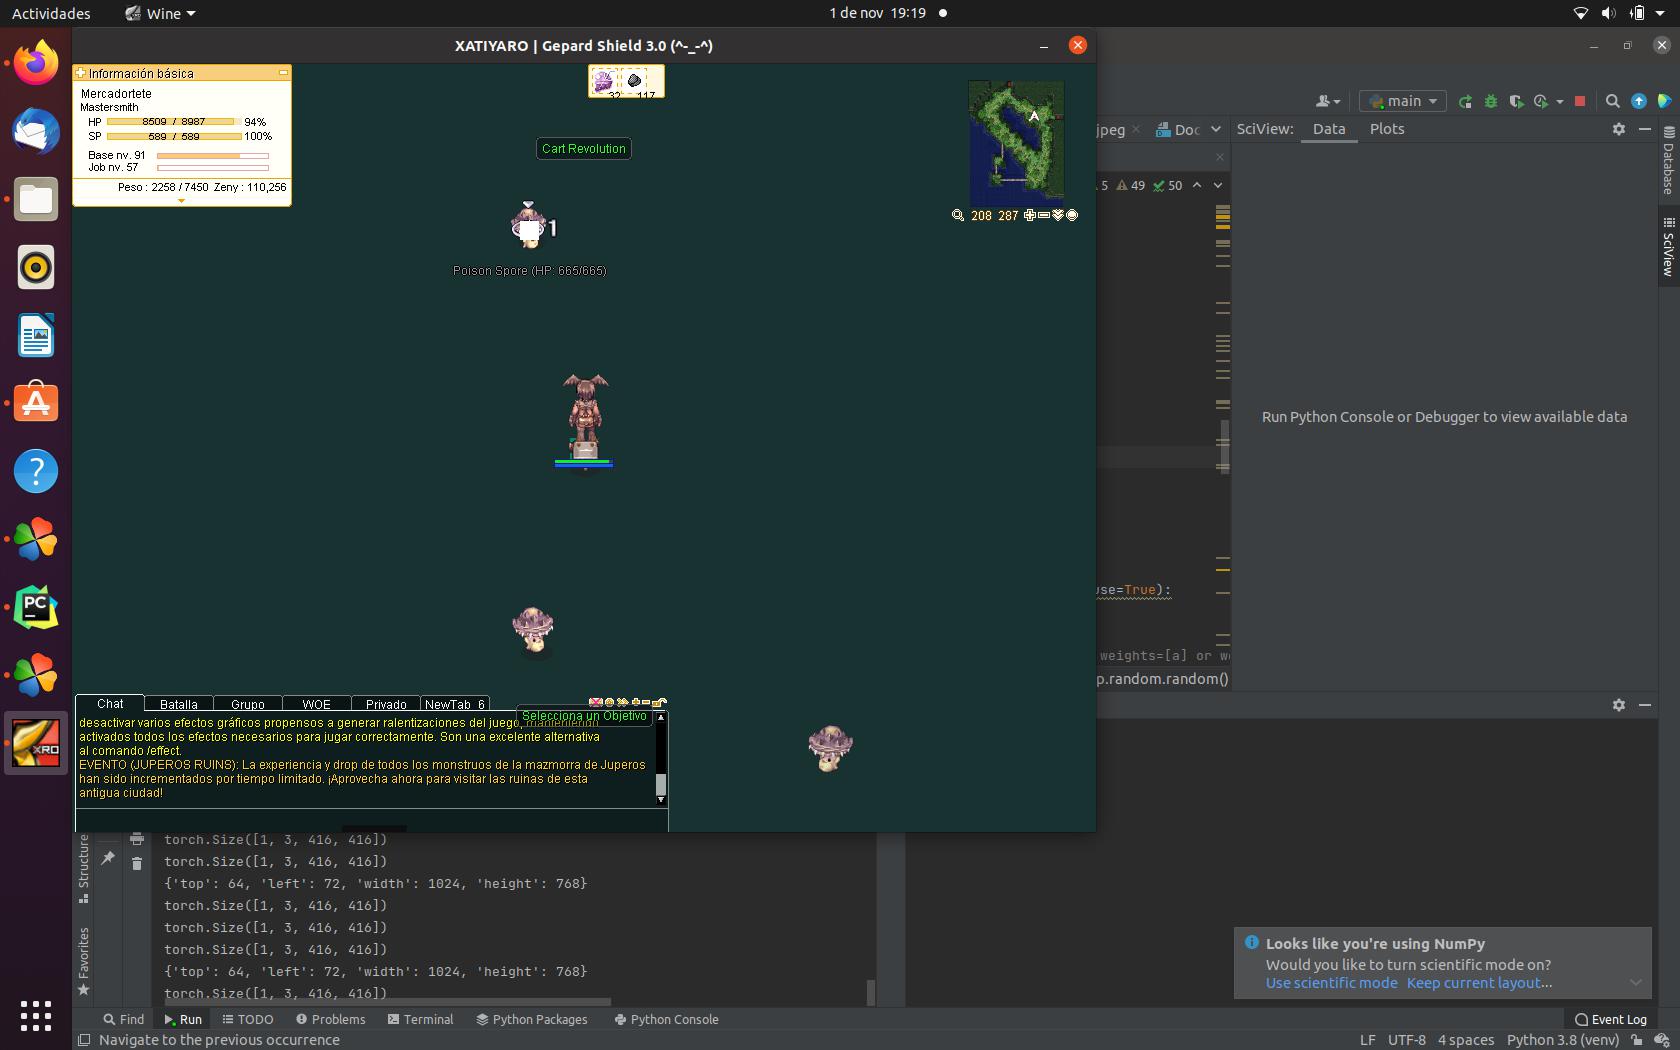 Actividades
Wine
1 de nov 19:19
XATIYARO | Gepard Shield 3.0 (^-_-^)
Información básica
Mercadortete
Mastersmith
HP 8509 / 8987 94%
SP 589 / 589 100%
Base nv. 91
Job nv. 57
Peso : 2258 / 7450 Zeny : 110,256
32 117
Cart Revolution
1
Poison Spore (HP: 665/665)
208 287
main
jpeg
Doc
SciView:
Data
Plots
5 49 50
Database
SciView
Run Python Console or Debugger to view available data
use=True):
weights=[a] or w
p.random.random()
Chat
Batalla
Grupo
WOE
Privado
NewTab_6
Selecciona un Objetivo
desactivar varios efectos gráficos propensos a generar ralentizaciones del juego, manteniendo
activados todos los efectos necesarios para jugar correctamente. Son una excelente alternativa
al comando /effect.
EVENTO (JUPEROS RUINS): La experiencia y drop de todos los monstruos de la mazmorra de Juperos
han sido incrementados por tiempo limitado. ¡Aprovecha ahora para visitar las ruinas de esta
antigua ciudad!
PC
XRO
Structure
Favorites
torch.Size([1, 3, 416, 416])
torch.Size([1, 3, 416, 416])
{'top': 64, 'left': 72, 'width': 1024, 'height': 768}
torch.Size([1, 3, 416, 416])
torch.Size([1, 3, 416, 416])
torch.Size([1, 3, 416, 416])
{'top': 64, 'left': 72, 'width': 1024, 'height': 768}
torch.Size([1, 3, 416, 416])
Looks like you're using NumPy
Would you like to turn scientific mode on?
Use scientific mode Keep current layout...
Find
Run
TODO
Problems
Terminal
Python Packages
Python Console
Event Log
Navigate to the previous occurrence
LF UTF-8 4 spaces Python 3.8 (venv)